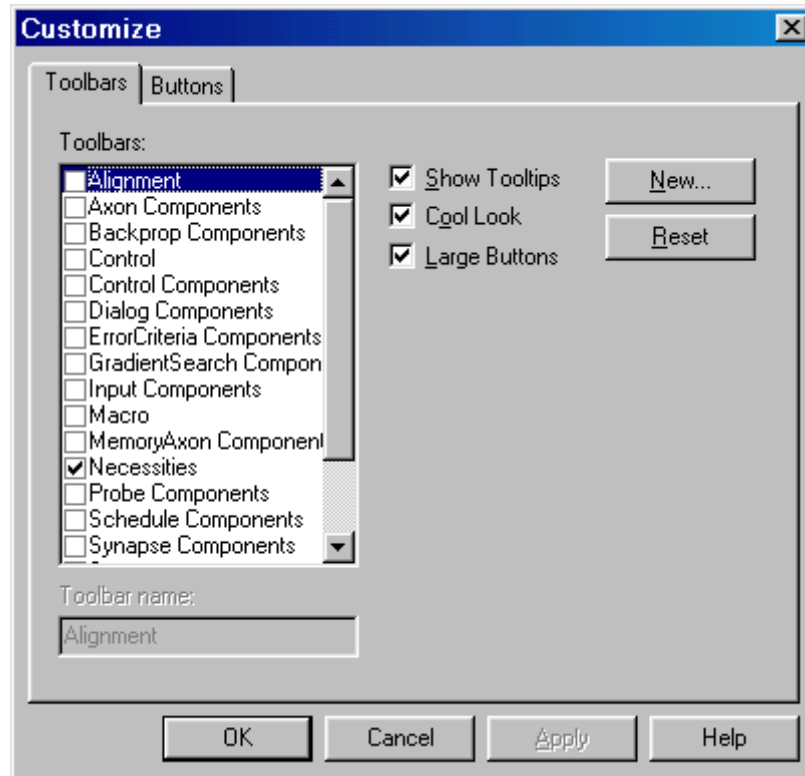 Customize
Toolbars Buttons
Toolbars:
Alignment
Axon Components
Backprop Components
Control
Control Components
Dialog Components
ErrorCriteria Components
GradientSearch Compon
Input Components
Macro
MemoryAxon Component
Necessities
Probe Components
Schedule Components
Synapse Components
Show Tooltips
Cool Look
Large Buttons
New...
Reset
Toolbar name:
Alignment
OK Cancel Apply Help